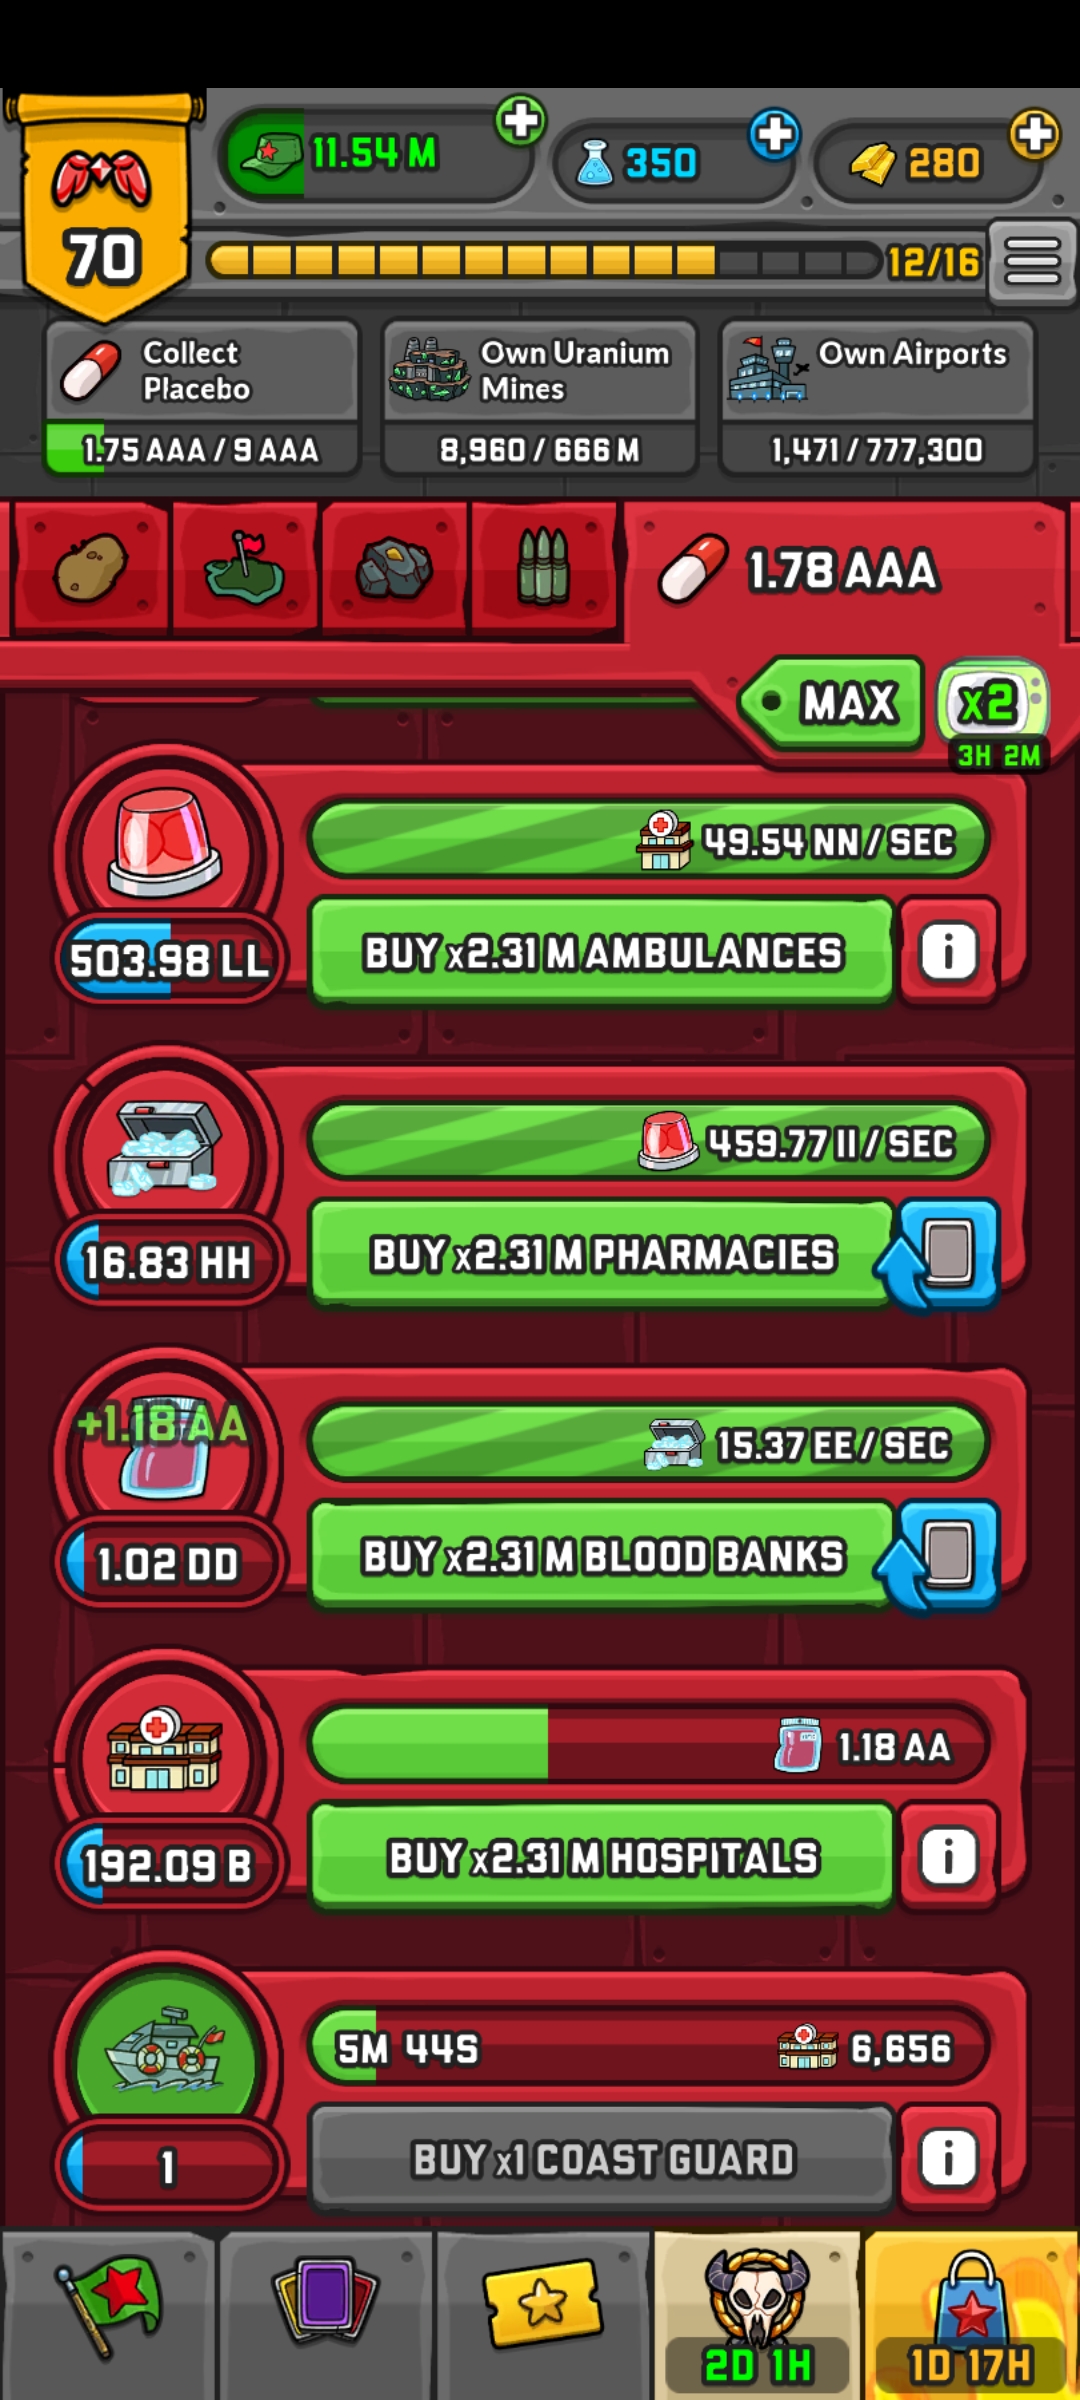 70
11.54 M
350
280
12/16
Collect
Placebo
1.75 AAA / 9 AAA
Own Uranium
Mines
8,960 / 666 M
Own Airports
1,471 / 777,300
1.78 AAA
MAX
x2
3H 2M
49.54 NN / SEC
503.98 LL
BUY x2.31 M AMBULANCES
i
459.77 II / SEC
16.83 HH
BUY x2.31 M PHARMACIES
+1.18 AA
15.37 EE / SEC
1.02 DD
BUY x2.31 M BLOOD BANKS
1.18 AA
192.09 B
BUY x2.31 M HOSPITALS
i
5M 44S
6,656
1
BUY x1 COAST GUARD
i
2D 1H
1D 17H